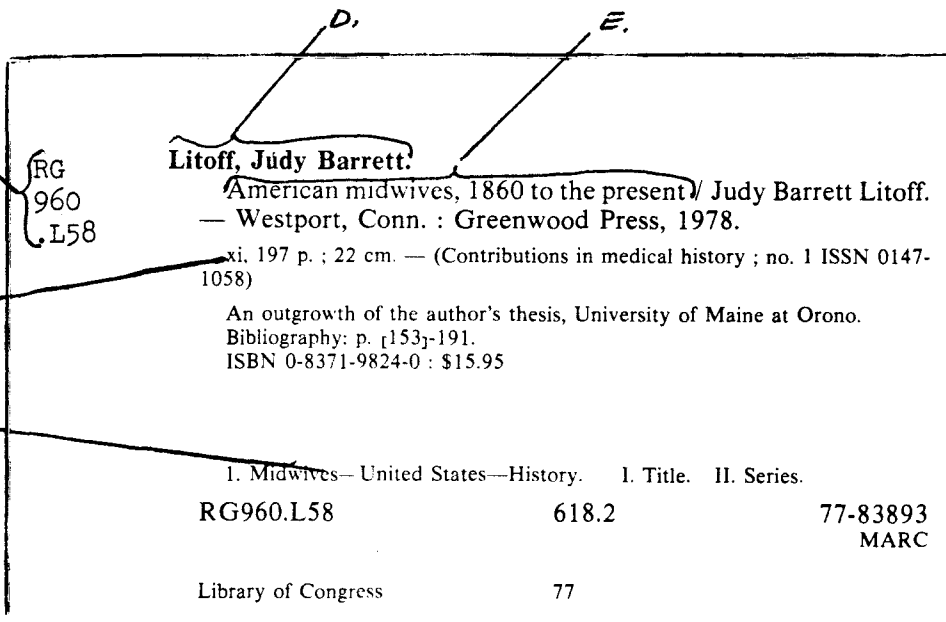 D.
E.
RG
960
.L58
Litoff, Judy Barrett.
American midwives, 1860 to the present / Judy Barrett Litoff.
— Westport, Conn. : Greenwood Press, 1978.
xi, 197 p. ; 22 cm. — (Contributions in medical history ; no. 1 ISSN 0147-
1058)
An outgrowth of the author's thesis, University of Maine at Orono.
Bibliography: p. [153]-191.
ISBN 0-8371-9824-0 : $15.95
1. Midwives—United States—History. I. Title. II. Series.
RG960.L58 618.2 77-83893
MARC
Library of Congress 77